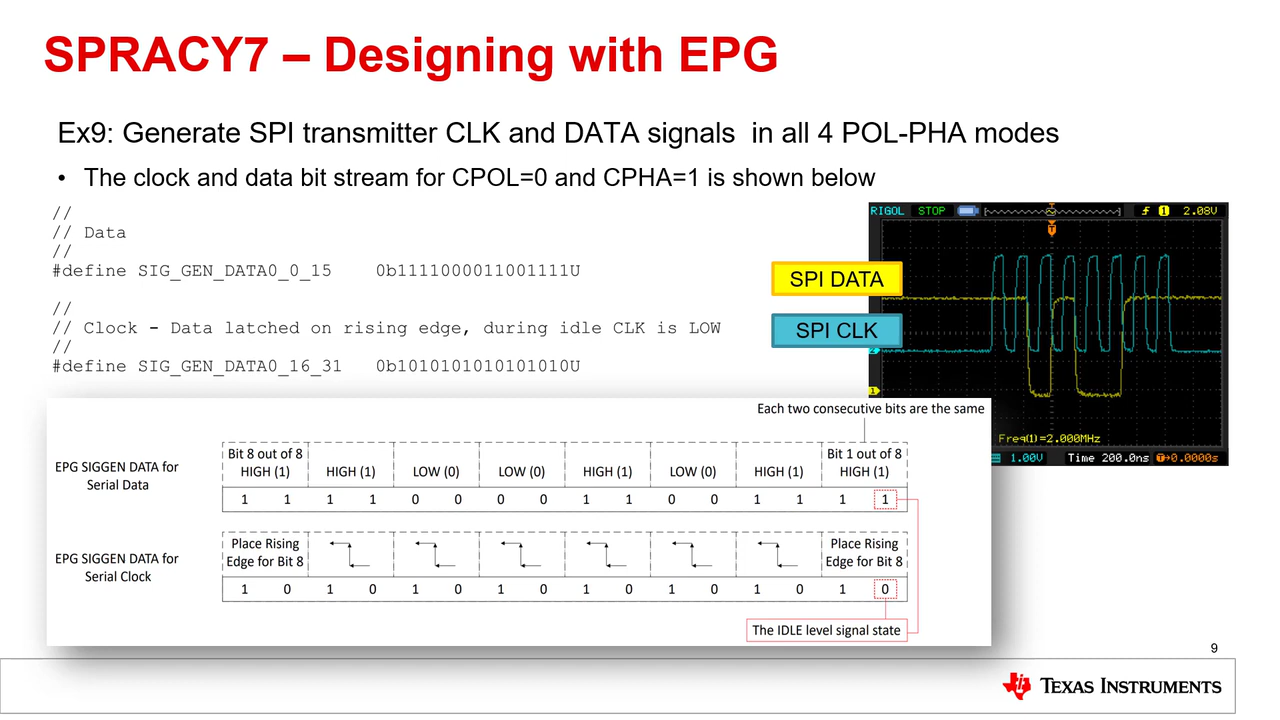 SPRACY7 – Designing with EPG
Ex9: Generate SPI transmitter CLK and DATA signals in all 4 POL-PHA modes
• The clock and data bit stream for CPOL=0 and CPHA=1 is shown below
//
// Data
//
#define SIG_GEN_DATA0_0_15 0b1111000011001111U
//
// Clock - Data latched on rising edge, during idle CLK is LOW
//
#define SIG_GEN_DATA0_16_31 0b1010101010101010U
RIGOL STOP T 1 2.08V
T
SPI DATA
SPI CLK
2
1
Freq(1)=2.000MHz
1.00V Time 200.0ns T→0.0000s
Each two consecutive bits are the same
EPG SIGGEN DATA for
Serial Data
Bit 8 out of 8
HIGH (1) HIGH (1) LOW (0) LOW (0) HIGH (1) LOW (0) HIGH (1)
Bit 1 out of 8
HIGH (1)
1 1 1 1 0 0 0 0 1 1 0 0 1 1 1 1
EPG SIGGEN DATA for
Serial Clock
Place Rising
Edge for Bit 8
Place Rising
Edge for Bit 8
1 0 1 0 1 0 1 0 1 0 1 0 1 0 1 0
The IDLE level signal state
9
TEXAS INSTRUMENTS